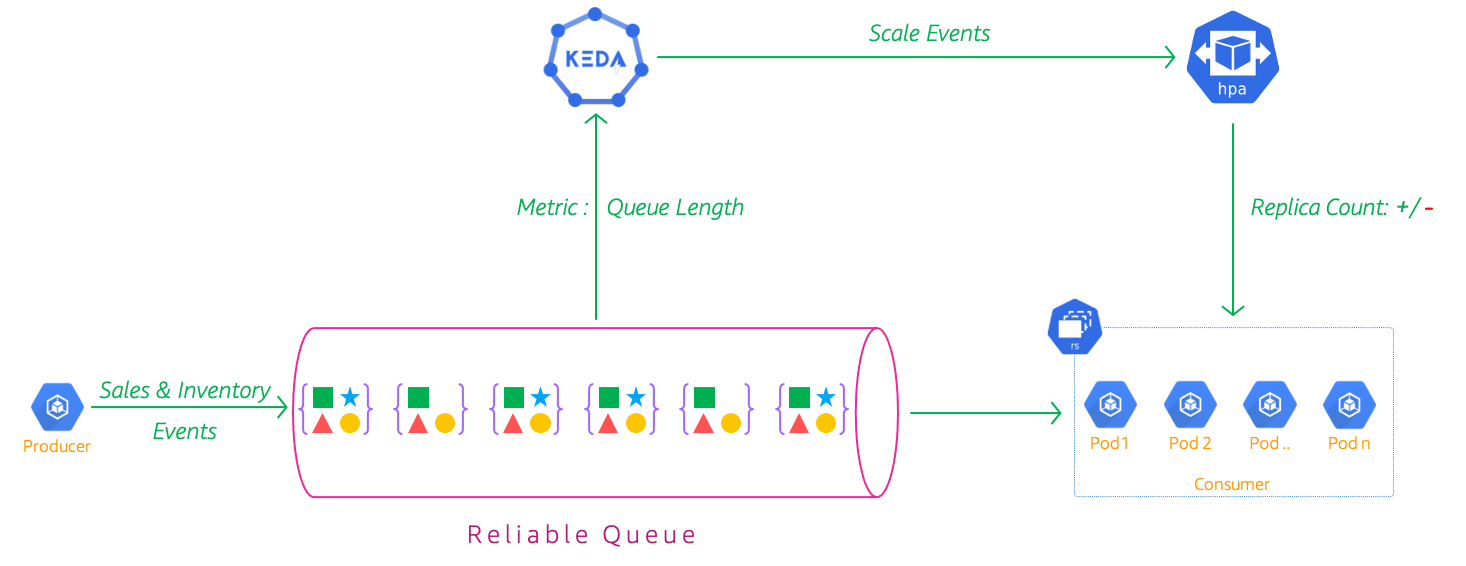 KEDA
Scale Events
hpa
Metric : Queue Length
Replica Count: +/-
rs
Sales & Inventory
Events
Producer
Pod1
Pod 2
Pod ..
Pod n
Consumer
Reliable Queue